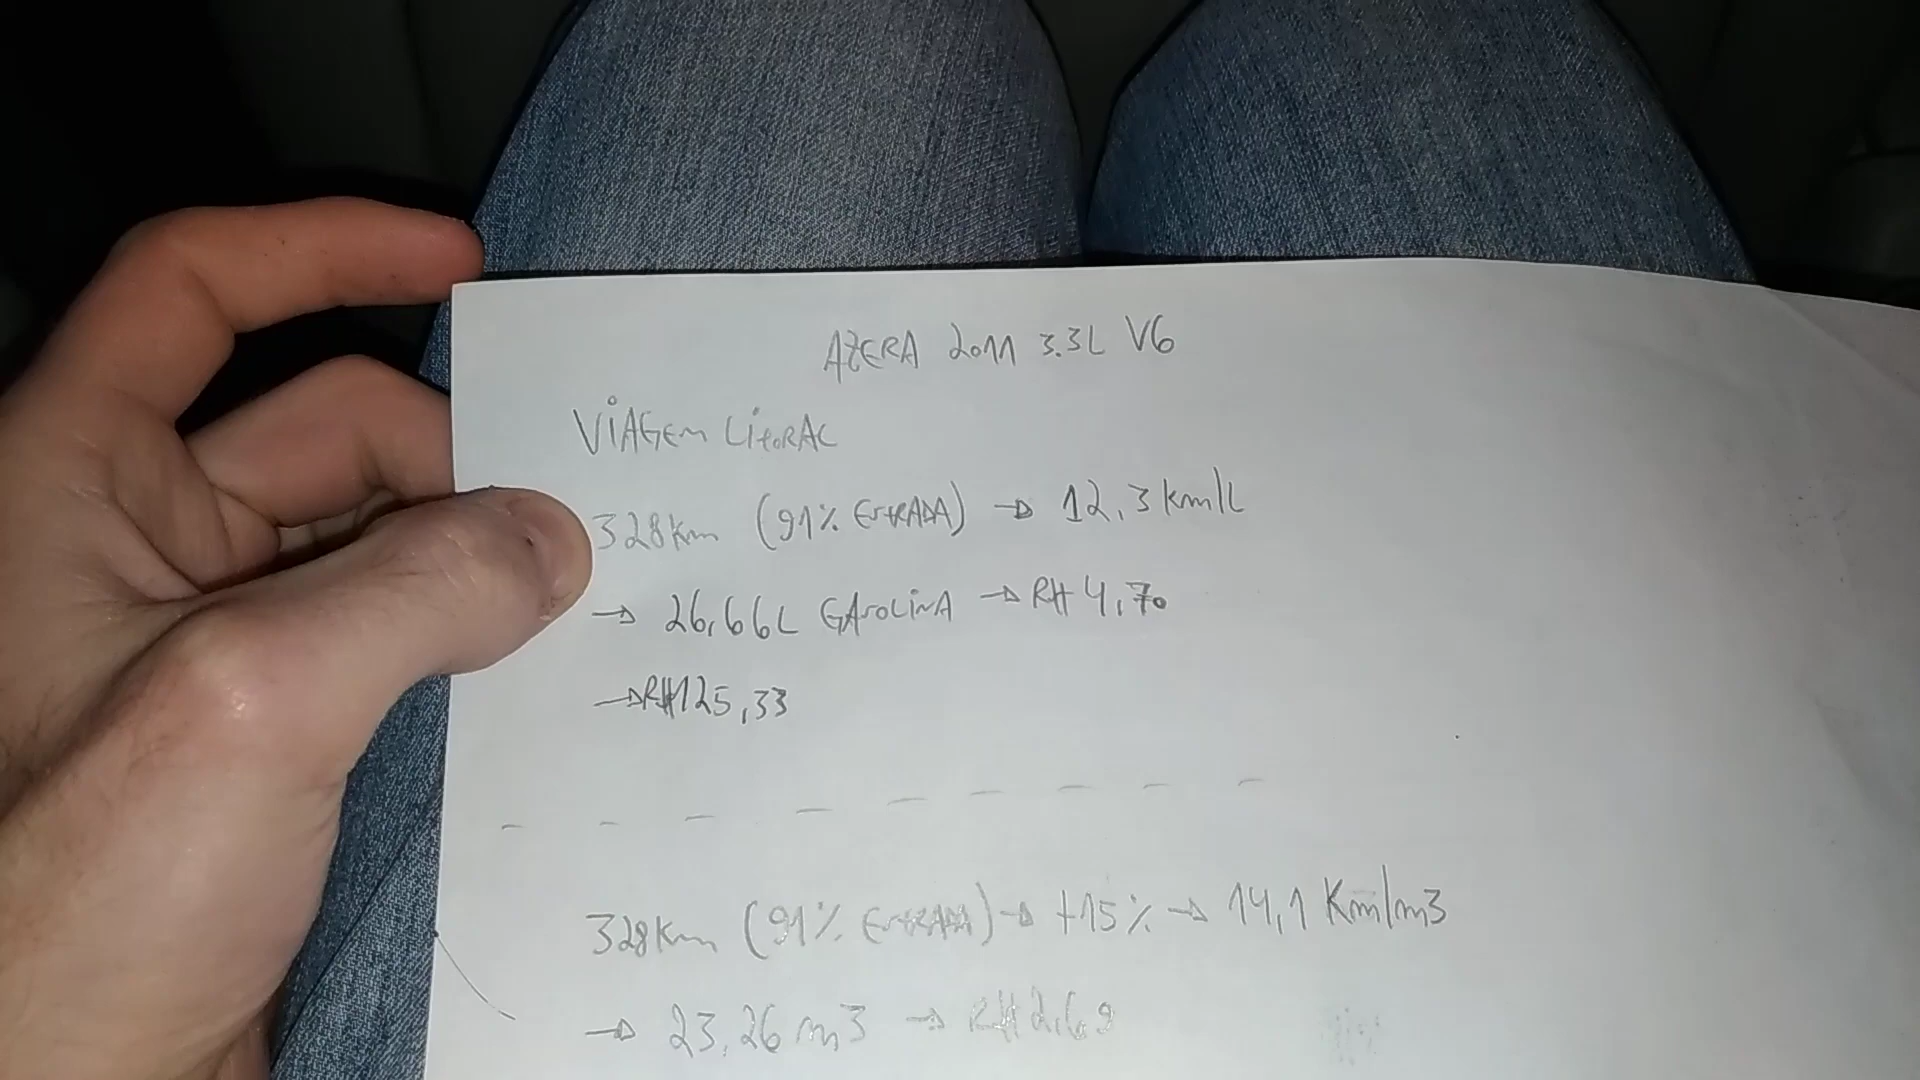 AZERA 2011 3.3L V6
ViAGEm LitoRAL
328Km (91% EstRADA) → 12,3 km/L
→ 26,66L GAsoLiNA → R$ 4,70
→ R$125,33
328Km (91% EstRADA) → +15% → 14,1 Km/m3
→ 23,26 m3 → R$ 2,69